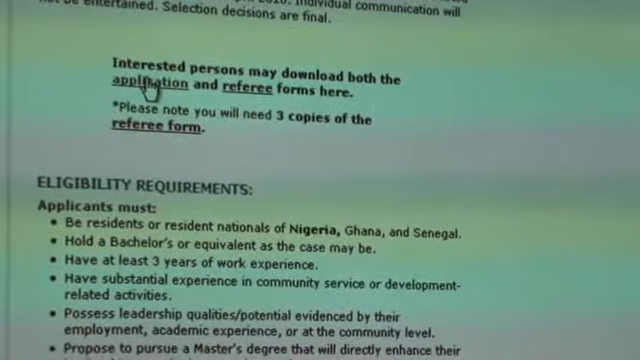 not be entertained. Selection decisions are final. Individual communication will
Interested persons may download both the
application and referee forms here.
*Please note you will need 3 copies of the
referee form.
ELIGIBILITY REQUIREMENTS:
Applicants must:
• Be residents or resident nationals of Nigeria, Ghana, and Senegal.
• Hold a Bachelor's or equivalent as the case may be.
• Have at least 3 years of work experience.
• Have substantial experience in community service or development-
related activities.
• Possess leadership qualities/potential evidenced by their
employment, academic experience, or at the community level.
• Propose to pursue a Master's degree that will directly enhance their